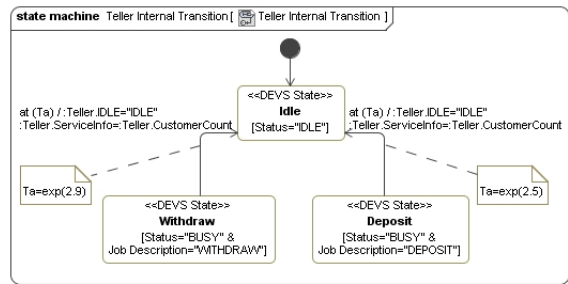 state machine Teller Internal Transition [ Teller Internal Transition ]
<<DEVS State>>
Idle
[Status="IDLE"]
at (Ta) / :Teller.IDLE="IDLE"
:Teller.ServiceInfo=:Teller.CustomerCount
at (Ta) / :Teller.IDLE="IDLE"
:Teller.ServiceInfo=:Teller.CustomerCount
Ta=exp(2.9)
Ta=exp(2.5)
<<DEVS State>>
Withdraw
[Status="BUSY" &
Job Description="WITHDRAW"]
<<DEVS State>>
Deposit
[Status="BUSY" &
Job Description="DEPOSIT"]